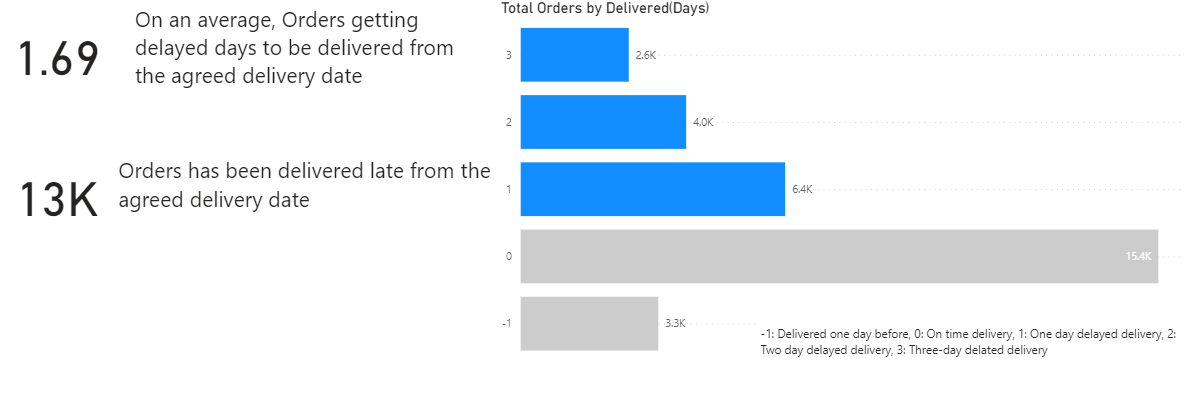 1.69
On an average, Orders getting
delayed days to be delivered from
the agreed delivery date
13K
Orders has been delivered late from the
agreed delivery date
Total Orders by Delivered(Days)
3 2.6K
2 4.0K
1 6.4K
0 15.4K
-1 3.3K
-1: Delivered one day before, 0: On time delivery, 1: One day delayed delivery, 2:
Two day delayed delivery, 3: Three-day delated delivery